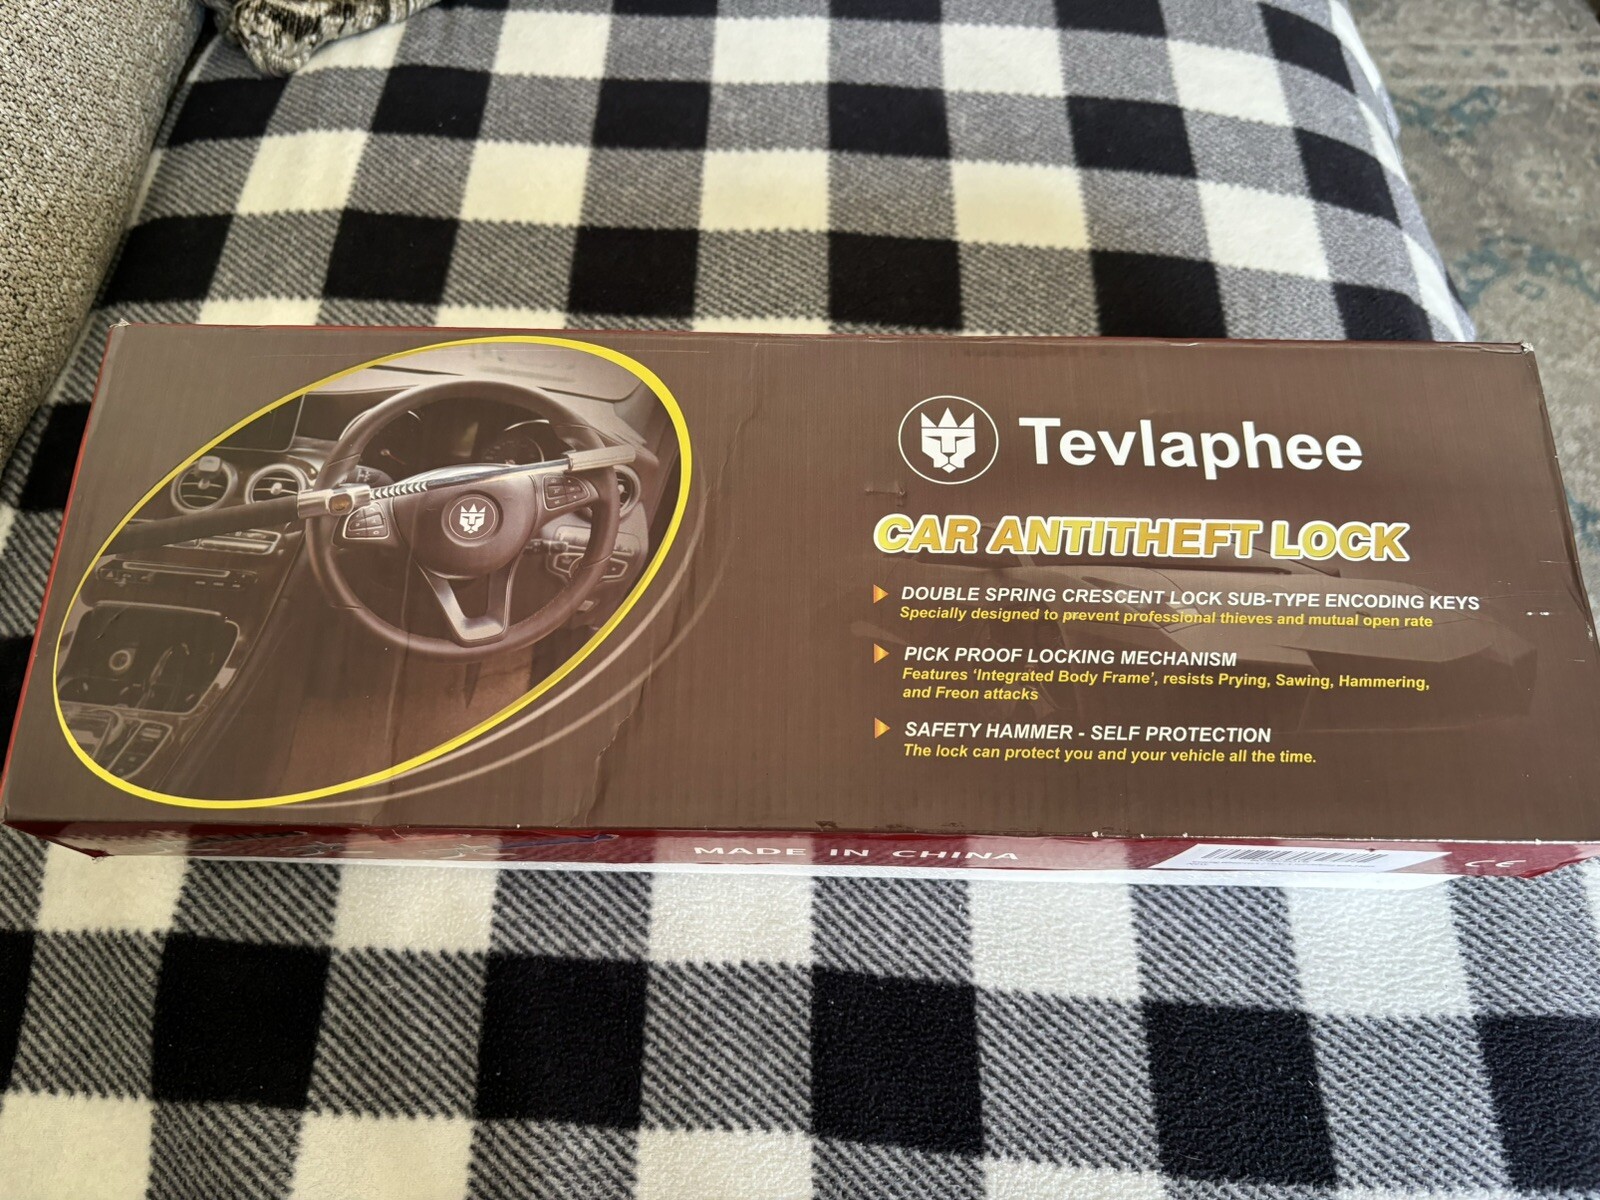 Tevlaphee
CAR ANTITHEFT LOCK
DOUBLE SPRING CRESCENT LOCK SUB-TYPE ENCODING KEYS
Specially designed to prevent professional thieves and mutual open rate
PICK PROOF LOCKING MECHANISM
Features ‘Integrated Body Frame’, resists Prying, Sawing, Hammering,
and Freon attacks
SAFETY HAMMER - SELF PROTECTION
The lock can protect you and your vehicle all the time.
MADE IN CHINA
CE